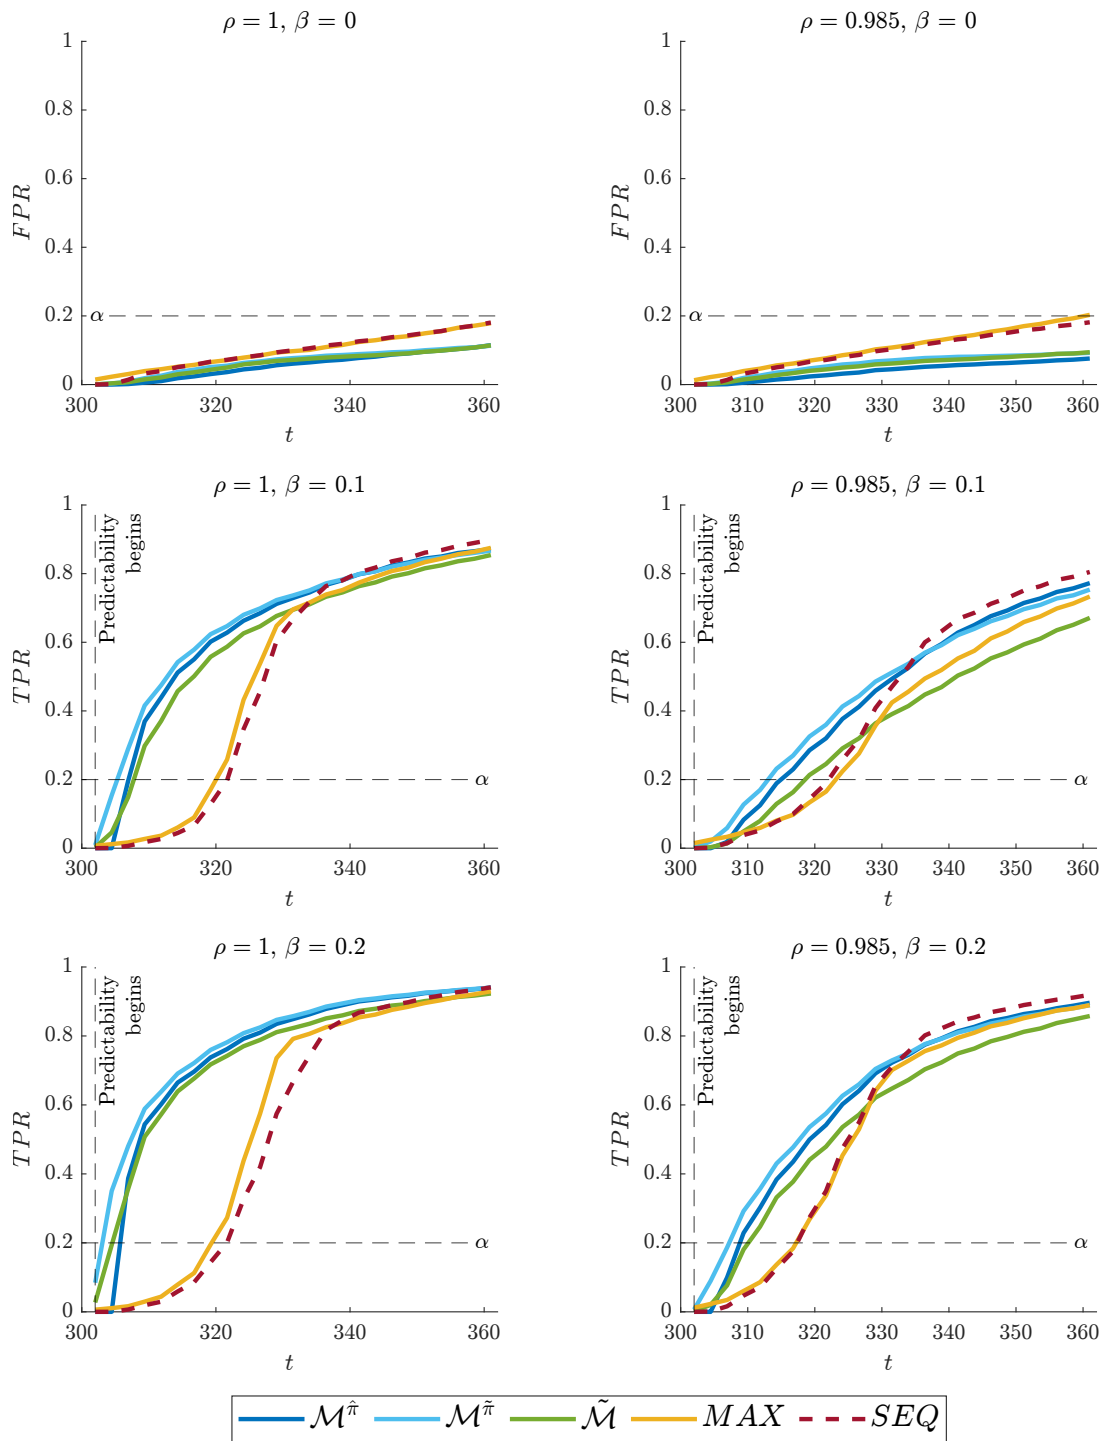 ρ = 1, β = 0
1
0.8
0.6
0.4
0.2
0
FPR
α
300 320 340 360
t
ρ = 0.985, β = 0
1
0.8
0.6
0.4
0.2
0
FPR
α
300 310 320 330 340 350 360
t
ρ = 1, β = 0.1
1
0.8
0.6
0.4
0.2
0
TPR
Predictability
begins
α
300 320 340 360
t
ρ = 0.985, β = 0.1
1
0.8
0.6
0.4
0.2
0
TPR
Predictability
begins
α
300 310 320 330 340 350 360
t
ρ = 1, β = 0.2
1
0.8
0.6
0.4
0.2
0
TPR
Predictability
begins
α
300 320 340 360
t
ρ = 0.985, β = 0.2
1
0.8
0.6
0.4
0.2
0
TPR
Predictability
begins
α
300 310 320 330 340 350 360
t
ℳ^π̂ ℳ^π̃ ℳ̃ MAX SEQ